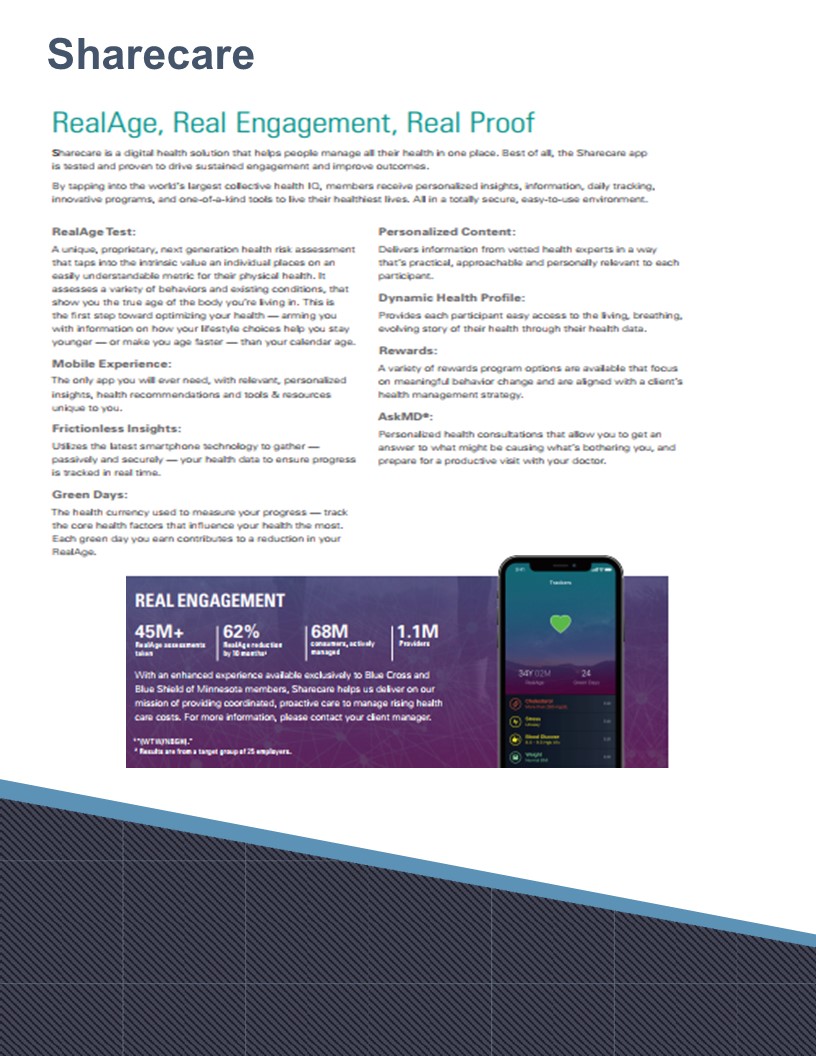 Sharecare
RealAge, Real Engagement, Real Proof
Sharecare is a digital health solution that helps people manage all their health in one place. Best of all, the Sharecare app
is tested and proven to drive sustained engagement and improve outcomes.
By tapping into the world's largest collective health IQ, members receive personalized insights, information, daily tracking,
innovative programs, and one-of-a-kind tools to live their healthiest lives. All in a totally secure, easy-to-use environment.
RealAge Test:
A unique, proprietary, next generation health risk assessment
that taps into the intrinsic value an individual places on an
easily understandable metric for their physical health. It
assesses a variety of behaviors and existing conditions, that
show you the true age of the body you're living in. This is
the first step toward optimizing your health — arming you
with information on how your lifestyle choices help you stay
younger — or make you age faster — than your calendar age.
Mobile Experience:
The only app you will ever need, with relevant, personalized
insights, health recommendations and tools & resources
unique to you.
Frictionless Insights:
Utilizes the latest smartphone technology to gather —
passively and securely — your health data to ensure progress
is tracked in real time.
Green Days:
The health currency used to measure your progress — track
the core health factors that influence your health the most.
Each green day you earn contributes to a reduction in your
RealAge.
Personalized Content:
Delivers information from vetted health experts in a way
that's practical, approachable and personally relevant to each
participant.
Dynamic Health Profile:
Provides each participant easy access to the living, breathing,
evolving story of their health through their health data.
Rewards:
A variety of rewards program options are available that focus
on meaningful behavior change and are aligned with a client's
health management strategy.
AskMD®:
Personalized health consultations that allow you to get an
answer to what might be causing what's bothering you, and
prepare for a productive visit with your doctor.
REAL ENGAGEMENT
45M+
RealAge assessments
taken
62%
RealAge reduction
by 10 months²
68M
consumers, actively
managed
1.1M
Providers
With an enhanced experience available exclusively to Blue Cross and
Blue Shield of Minnesota members, Sharecare helps us deliver on our
mission of providing coordinated, proactive care to manage rising health
care costs. For more information, please contact your client manager.
² Results are from a target group of 25 employers.
Trackers
34Y 02M
RealAge
24
Green Days
Cholesterol
Stress
Weight